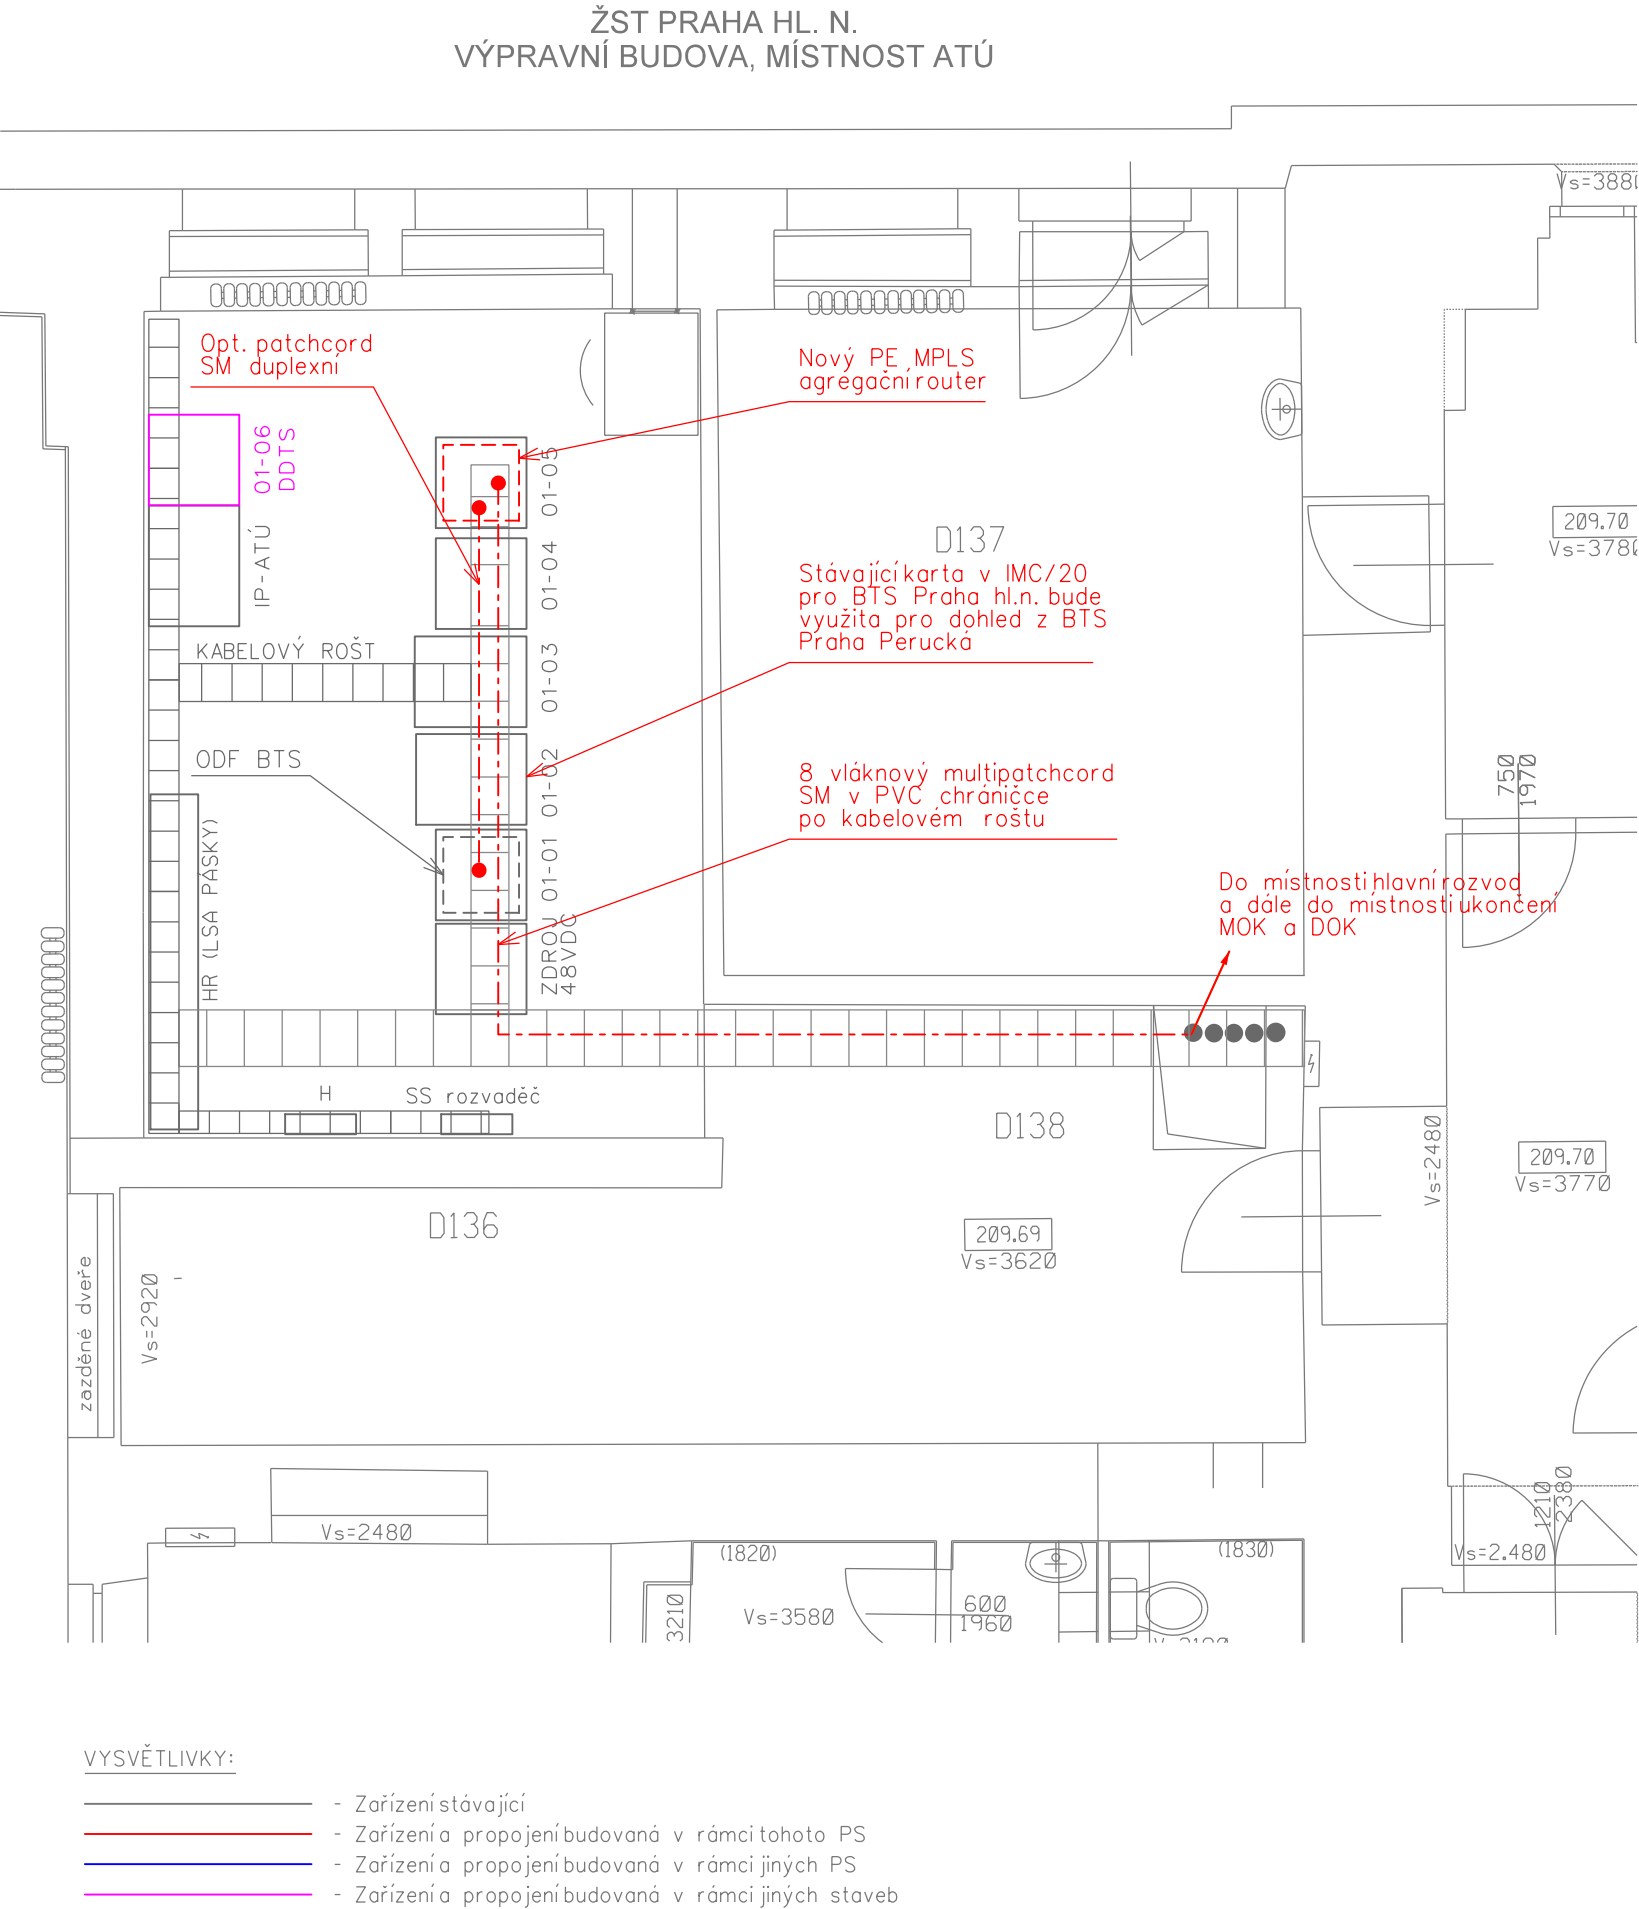 ŽST PRAHA HL. N.
VÝPRAVNÍ BUDOVA, MÍSTNOST ATÚ
Vs=3880
Opt. patchcord
SM duplexní
Nový PE MPLS
agregační router
01-06
DDTS
IP-ATÚ
01-05
01-04
01-03
01-02
01-01
ZDROJ
48VDC
D137
209.70
Vs=3780
Stávající karta v IMC/20
pro BTS Praha hl.n. bude
využita pro dohled z BTS
Praha Perucká
KABELOVÝ ROŠT
ODF BTS
HR (LSA PÁSKY)
8 vláknový multipatchcord
SM v PVC chráničce
po kabelovém roštu
750
1970
Do místnosti hlavní rozvod
a dále do místnosti ukončení
MOK a DOK
H
SS rozvaděč
D138
Vs=2480
209.70
Vs=3770
D136
209.69
Vs=3620
zazděné dveře
Vs=2920
Vs=2480
1210
2380
Vs=2.480
(1820)
(1830)
3210
Vs=3580
600
1960
VYSVĚTLIVKY:
- Zařízení stávající
- Zařízení a propojení budovaná v rámci tohoto PS
- Zařízení a propojení budovaná v rámci jiných PS
- Zařízení a propojení budovaná v rámci jiných staveb